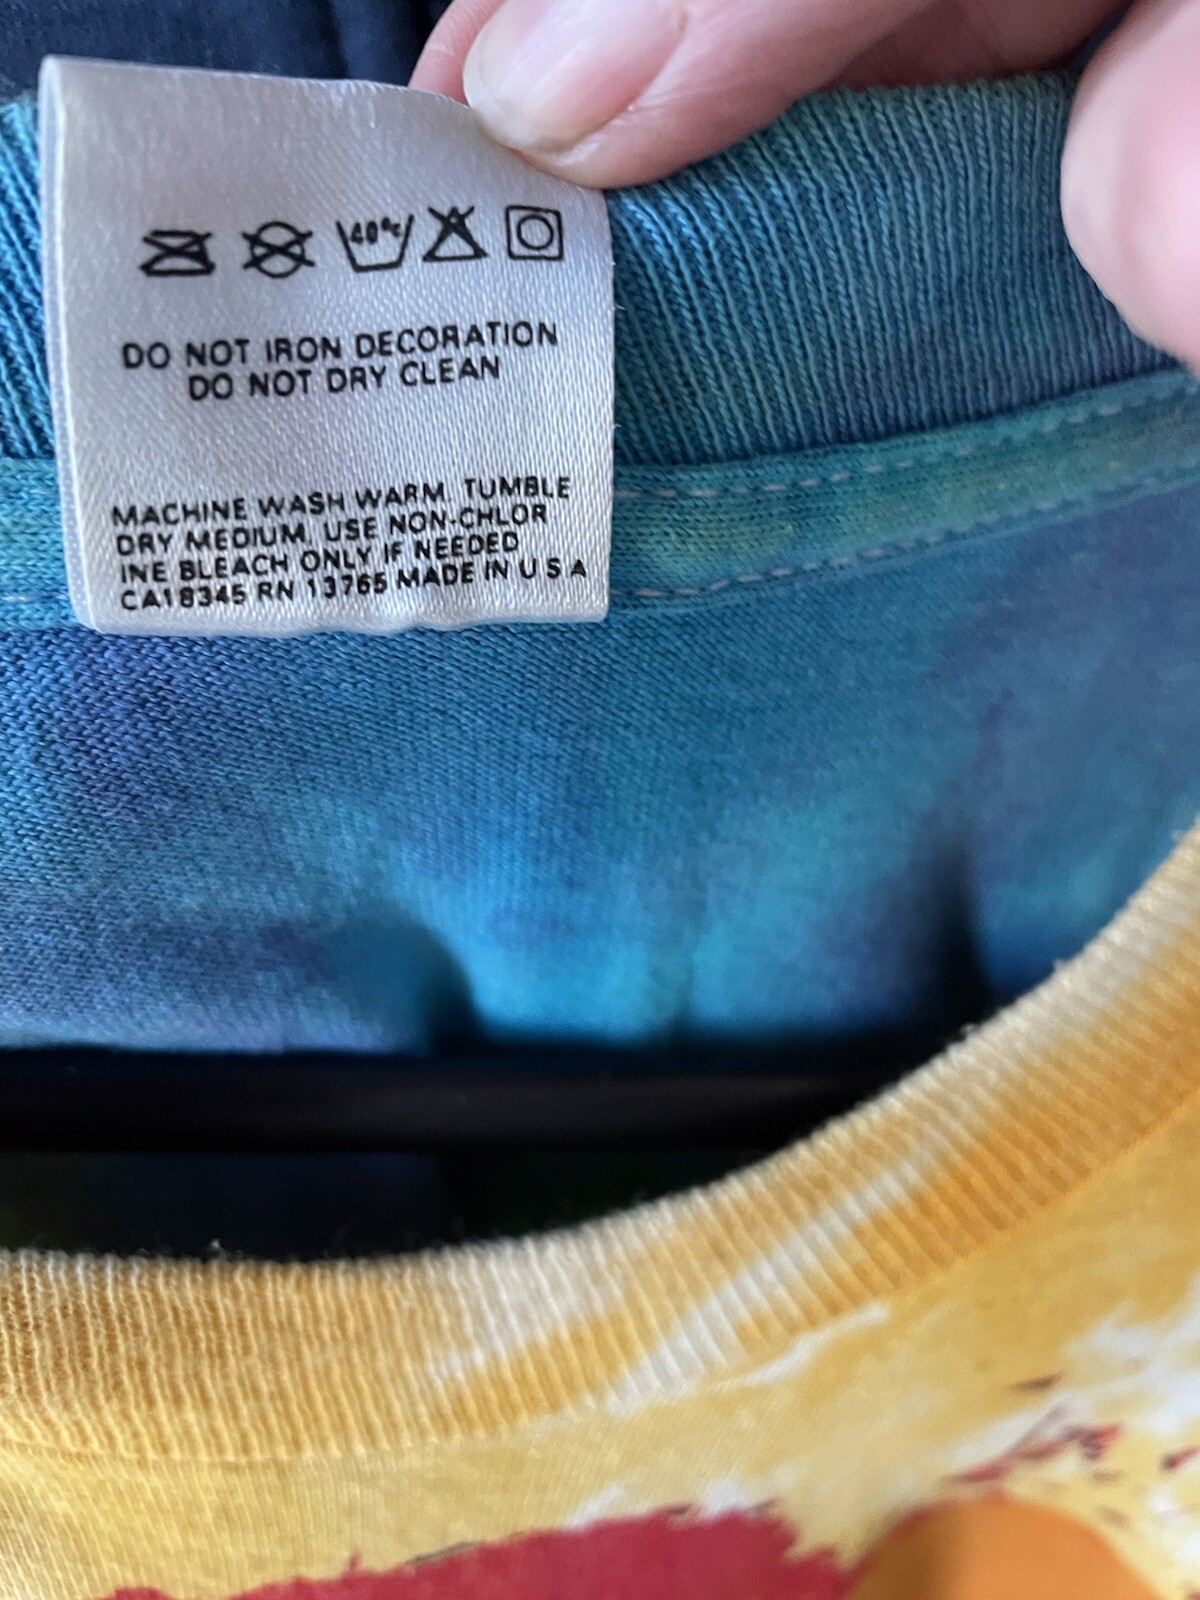 40°c
DO NOT IRON DECORATION
DO NOT DRY CLEAN
MACHINE WASH WARM, TUMBLE
DRY MEDIUM, USE NON-CHLOR
INE BLEACH ONLY IF NEEDED
CA18345 RN 13765 MADE IN U S A